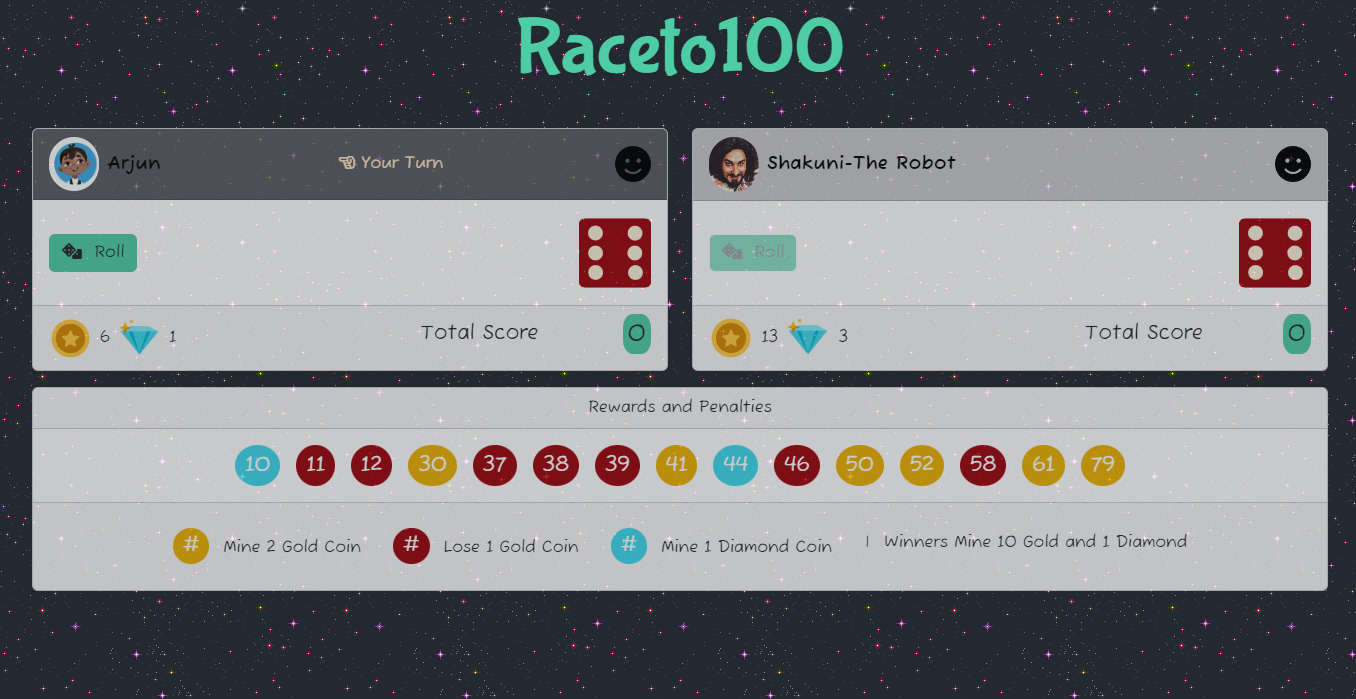 Raceto100
Arjun
Your Turn
Roll
6
1
Total Score
0
Shakuni-The Robot
Roll
13
3
Total Score
0
Rewards and Penalties
10 11 12 30 37 38 39 41 44 46 50 52 58 61 79
# Mine 2 Gold Coin # Lose 1 Gold Coin # Mine 1 Diamond Coin | Winners Mine 10 Gold and 1 Diamond